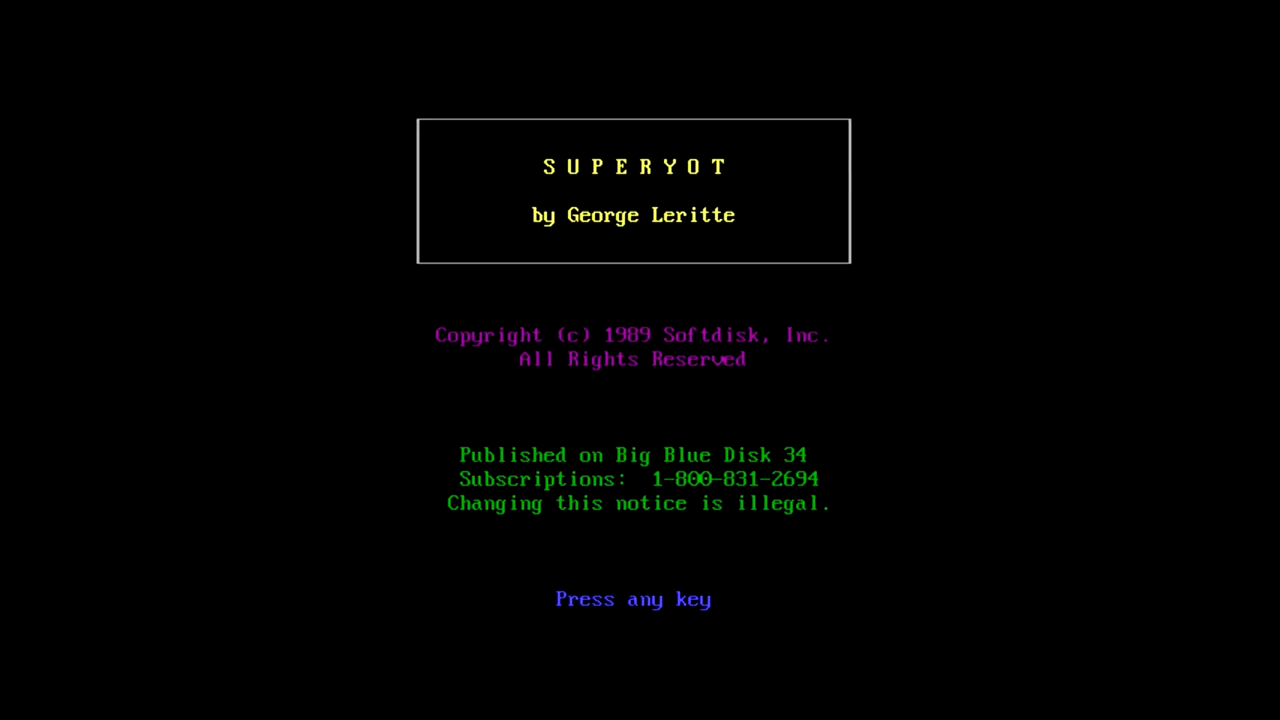 S U P E R Y O T
by George Leritte
Copyright (c) 1989 Softdisk, Inc.
All Rights Reserved
Published on Big Blue Disk 34
Subscriptions:  1-800-831-2694
Changing this notice is illegal.
Press any key